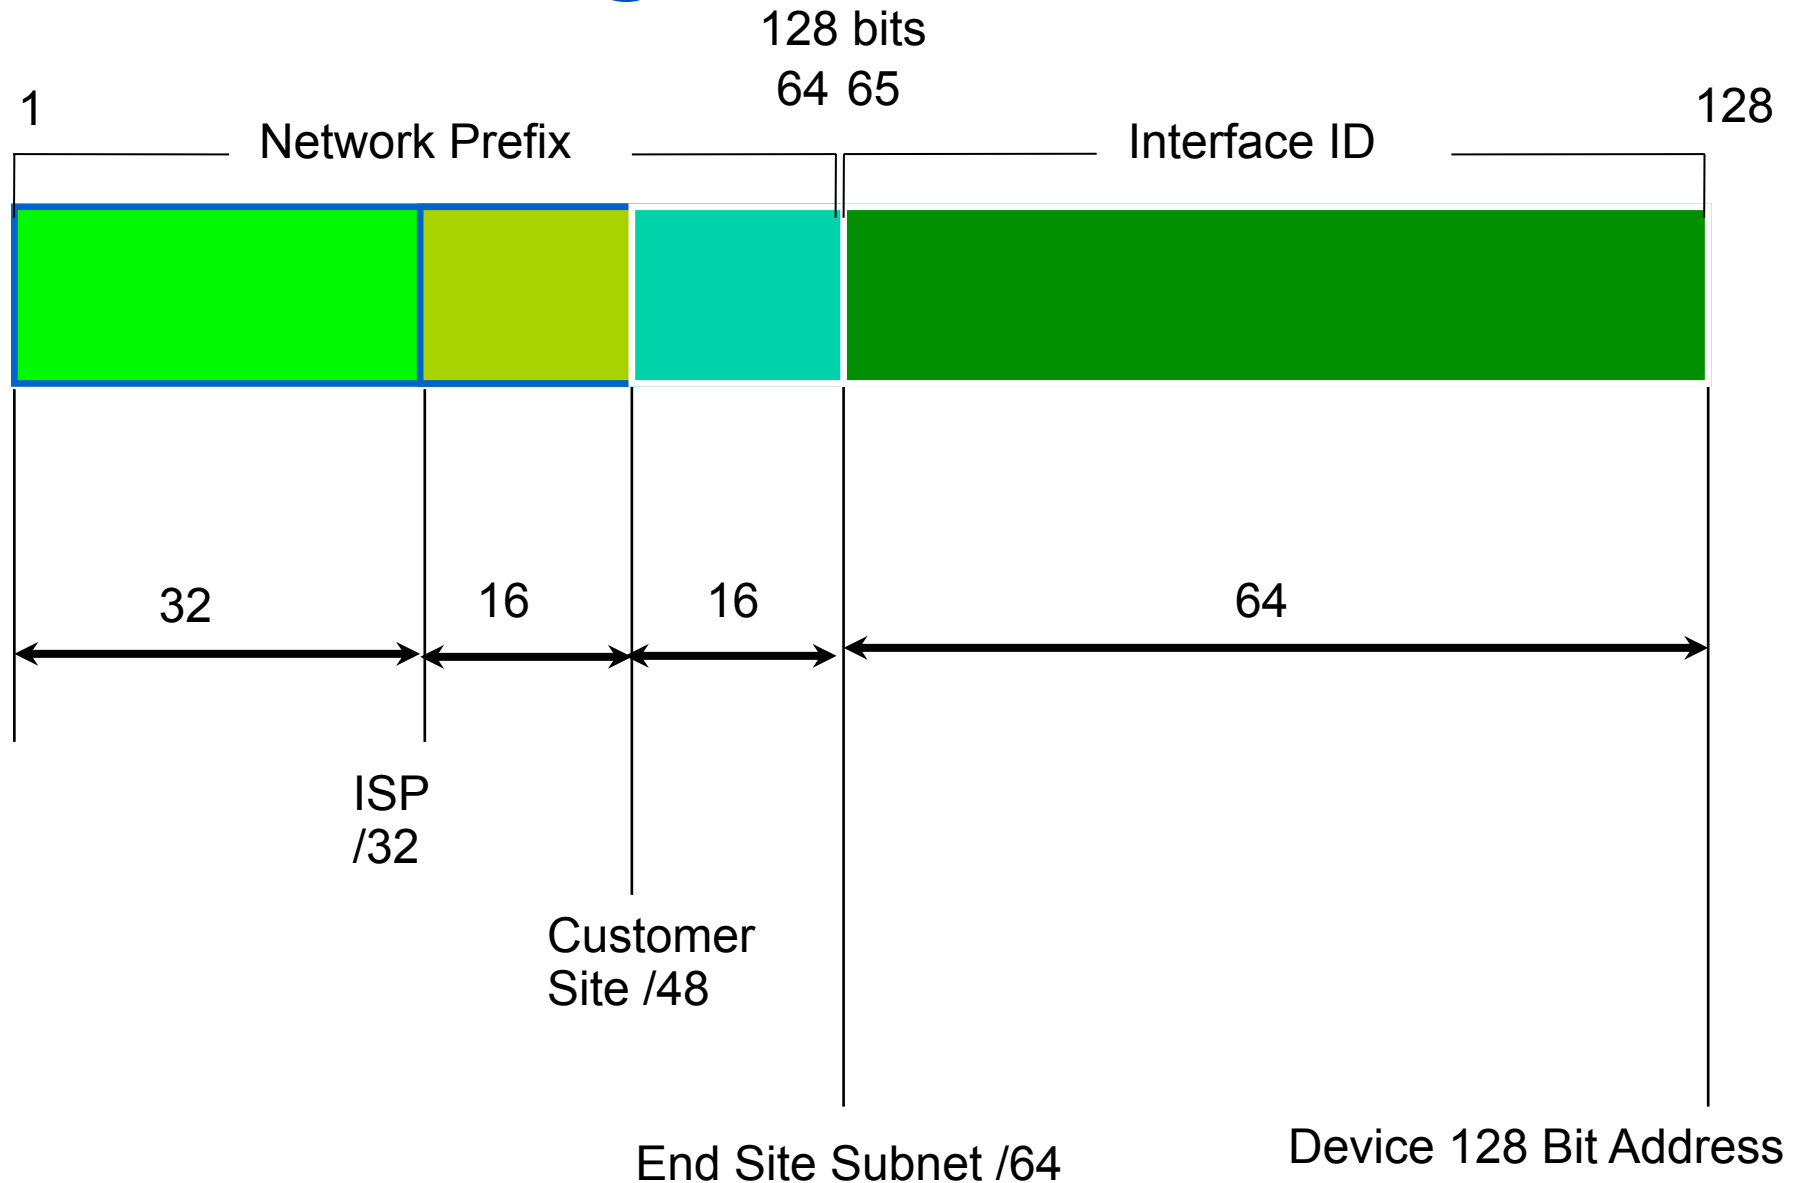 128 bits
64 65
1
128
Network Prefix
Interface ID
32
16
16
64
ISP
/32
Customer
Site /48
End Site Subnet /64
Device 128 Bit Address